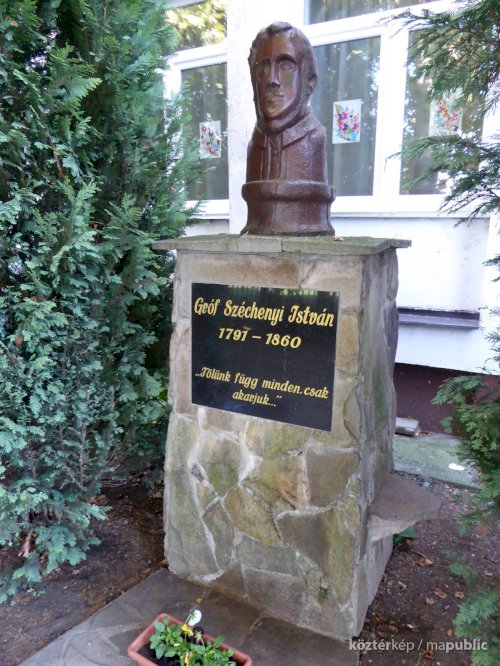 Gróf Széchenyi István
1791 – 1860
„Tőlünk függ minden,csak
akarjuk..."
köztérkép / mapublic